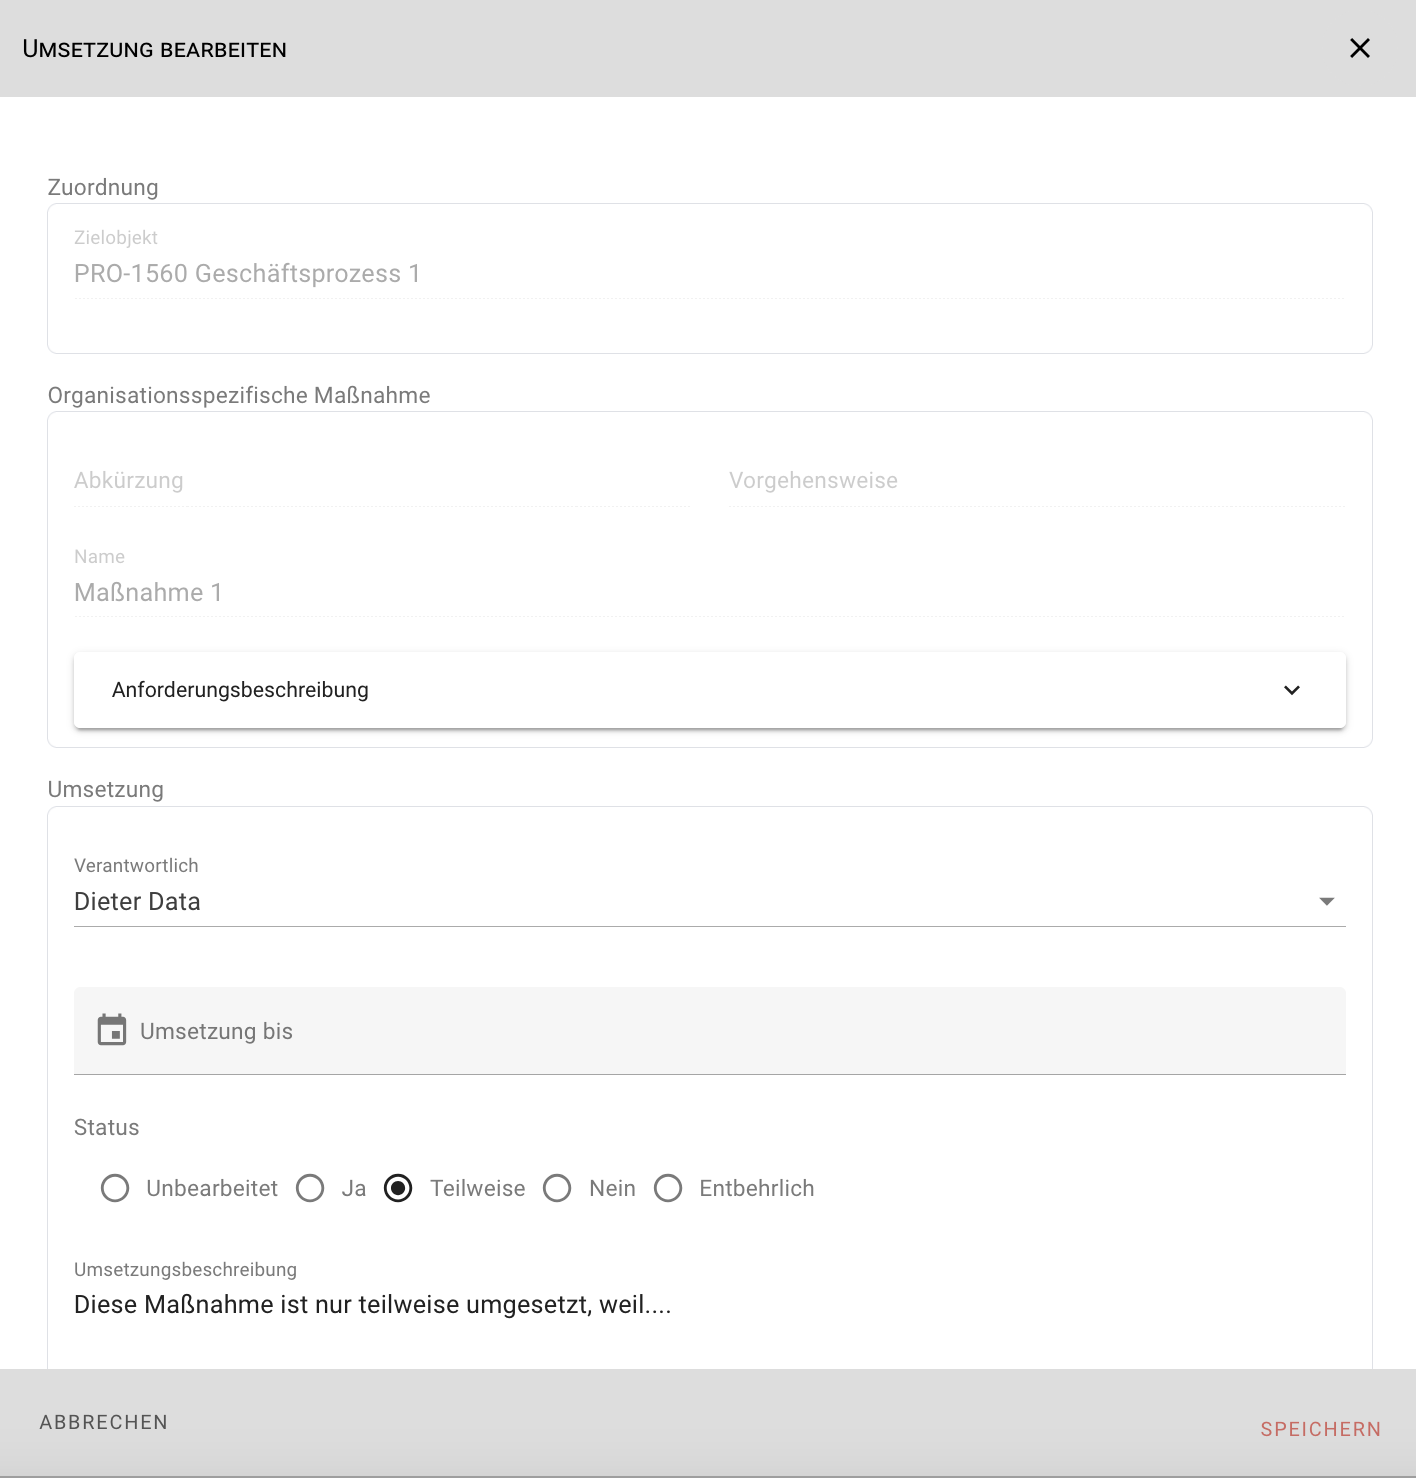 Umsetzung bearbeiten
Zuordnung
Zielobjekt
PRO-1560 Geschäftsprozess 1
Organisationsspezifische Maßnahme
Abkürzung Vorgehensweise
Name
Maßnahme 1
Anforderungsbeschreibung
Umsetzung
Verantwortlich
Dieter Data
Umsetzung bis
Status
Unbearbeitet Ja Teilweise Nein Entbehrlich
Umsetzungsbeschreibung
Diese Maßnahme ist nur teilweise umgesetzt, weil....
ABBRECHEN
SPEICHERN